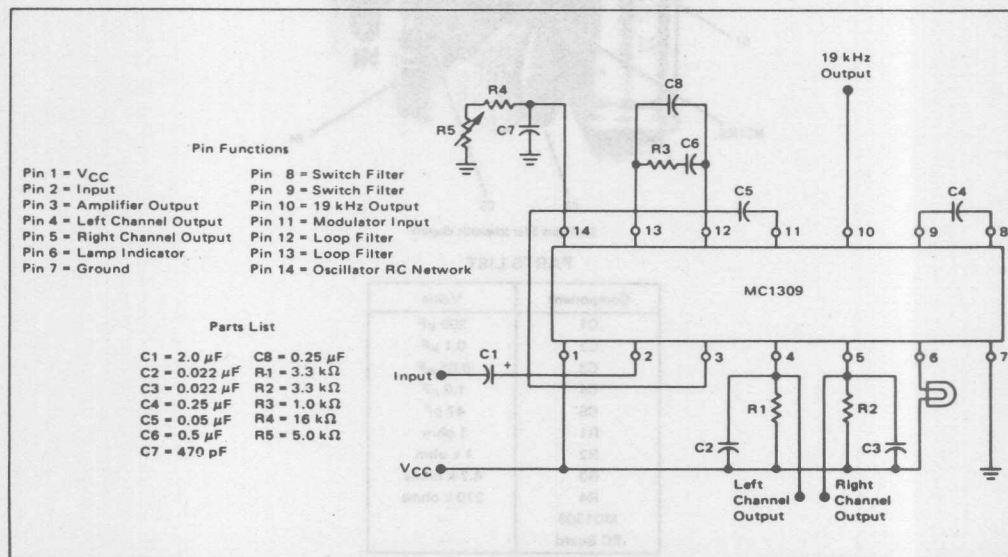 19 kHz
Output
R4
C8
R5
C7
R3
C6
C5
C4
Pin Functions
Pin 1 = VCC
Pin 2 = Input
Pin 3 = Amplifier Output
Pin 4 = Left Channel Output
Pin 5 = Right Channel Output
Pin 6 = Lamp Indicator
Pin 7 = Ground
Pin 8 = Switch Filter
Pin 9 = Switch Filter
Pin 10 = 19 kHz Output
Pin 11 = Modulator Input
Pin 12 = Loop Filter
Pin 13 = Loop Filter
Pin 14 = Oscillator RC Network
14 13 12 11 10 9 8
MC1309
1 2 3 4 5 6 7
Parts List
C1 = 2.0 μF
C2 = 0.022 μF
C3 = 0.022 μF
C4 = 0.25 μF
C5 = 0.05 μF
C6 = 0.5 μF
C7 = 470 pF
C8 = 0.25 μF
R1 = 3.3 kΩ
R2 = 3.3 kΩ
R3 = 1.0 kΩ
R4 = 16 kΩ
R5 = 5.0 kΩ
C1
+
Input
R1
R2
C2
C3
VCC
Left
Channel
Output
Right
Channel
Output